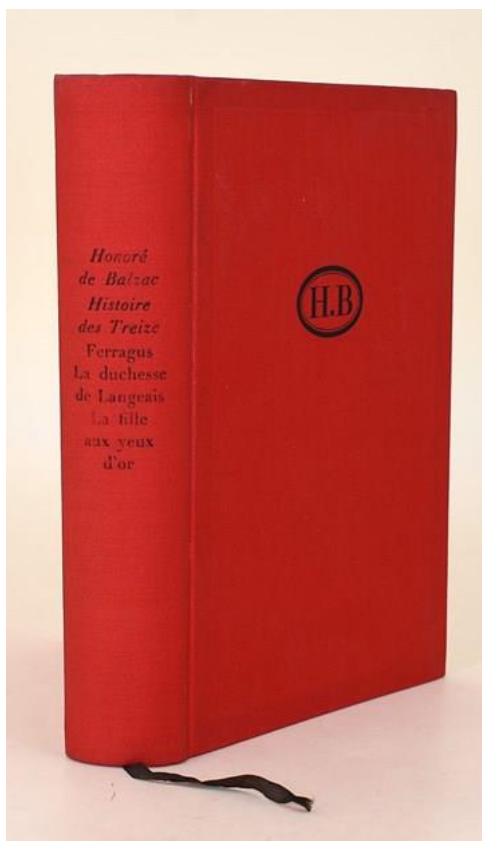 Honoré
de Balzac
Histoire
des Treize
Ferragus
La duchesse
de Langeais
La fille
aux yeux
d'or
H.B